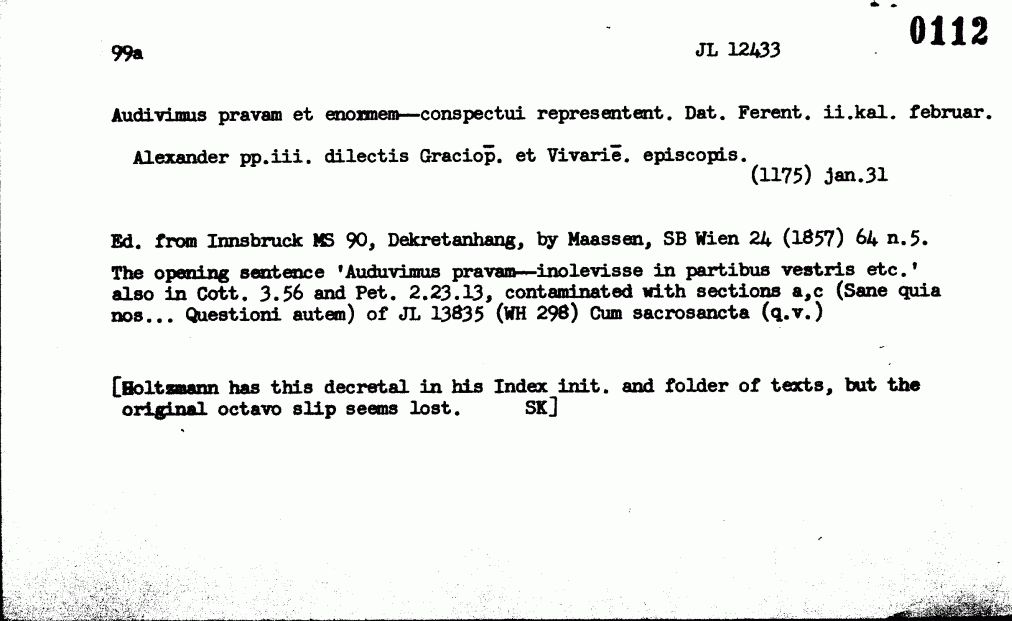 0112
99a JL 12433
Audivimus pravam et enormem—conspectui representent. Dat. Ferent. ii.kal. februar.
Alexander pp.iii. dilectis Graciop̄. et Vivariē. episcopis.
(1175) jan.31
Ed. from Innsbruck MS 90, Dekretanhang, by Maassen, SB Wien 24 (1857) 64 n.5.
The opening sentence 'Auduvimus pravam—inolevisse in partibus vestris etc.'
also in Cott. 3.56 and Pet. 2.23.13, contaminated with sections a,c (Sane quia
nos... Questioni autem) of JL 13835 (WH 298) Cum sacrosancta (q.v.)
[Holtzmann has this decretal in his Index init. and folder of texts, but the
original octavo slip seems lost. SK]